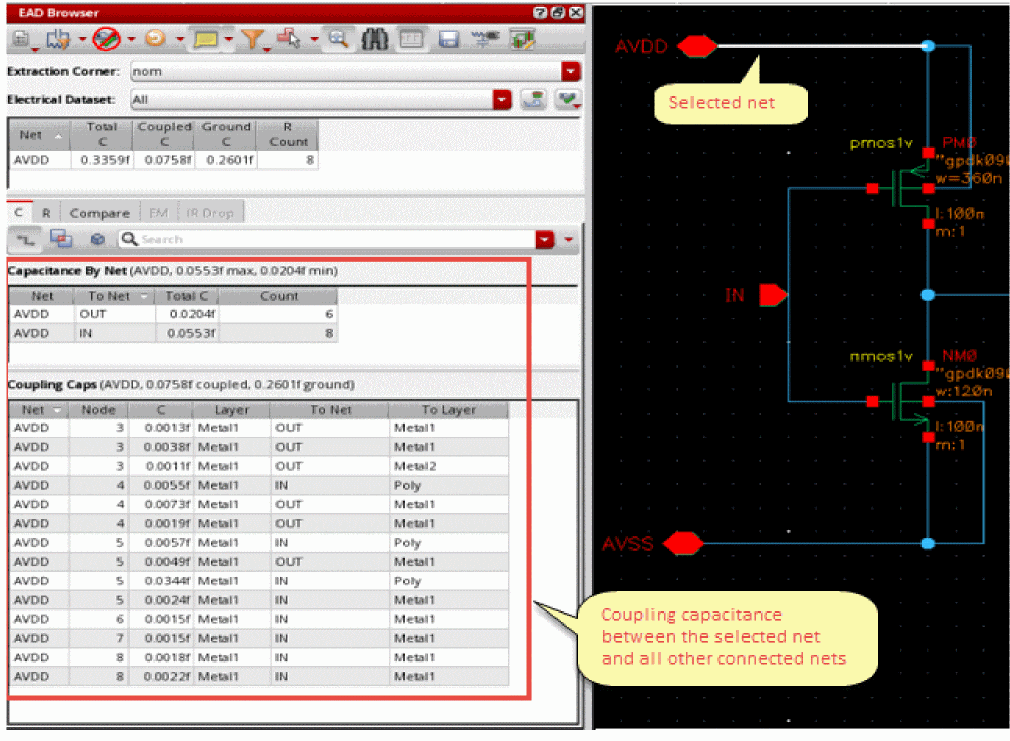 EAD Browser
Extraction Corner: nom
Electrical Dataset: All
Net Total C Coupled C Ground C R Count
AVDD 0.3359f 0.0758f 0.2601f 8
C R Compare EM IR Drop
Search
Capacitance By Net (AVDD, 0.0553f max, 0.0204f min)
Net To Net Total C Count
AVDD OUT 0.0204f 6
AVDD IN 0.0553f 8
Coupling Caps (AVDD, 0.0758f coupled, 0.2601f ground)
Net Node C Layer To Net To Layer
AVDD 3 0.0013f Metal1 OUT Metal1
AVDD 3 0.0038f Metal1 OUT Metal1
AVDD 3 0.0011f Metal1 OUT Metal2
AVDD 4 0.0055f Metal1 IN Poly
AVDD 4 0.0073f Metal1 OUT Metal1
AVDD 4 0.0019f Metal1 OUT Metal1
AVDD 5 0.0057f Metal1 IN Poly
AVDD 5 0.0049f Metal1 OUT Metal1
AVDD 5 0.0344f Metal1 IN Poly
AVDD 5 0.0024f Metal1 IN Metal1
AVDD 6 0.0015f Metal1 IN Metal1
AVDD 7 0.0015f Metal1 IN Metal1
AVDD 8 0.0018f Metal1 IN Metal1
AVDD 8 0.0022f Metal1 IN Metal1
AVDD
Selected net
pmos1v PM0
"gpdk090
w=360n
l:100n
m:1
IN
nmos1v NM0
"gpdk090
w:120n
l:100n
m:1
AVSS
Coupling capacitance
between the selected net
and all other connected nets